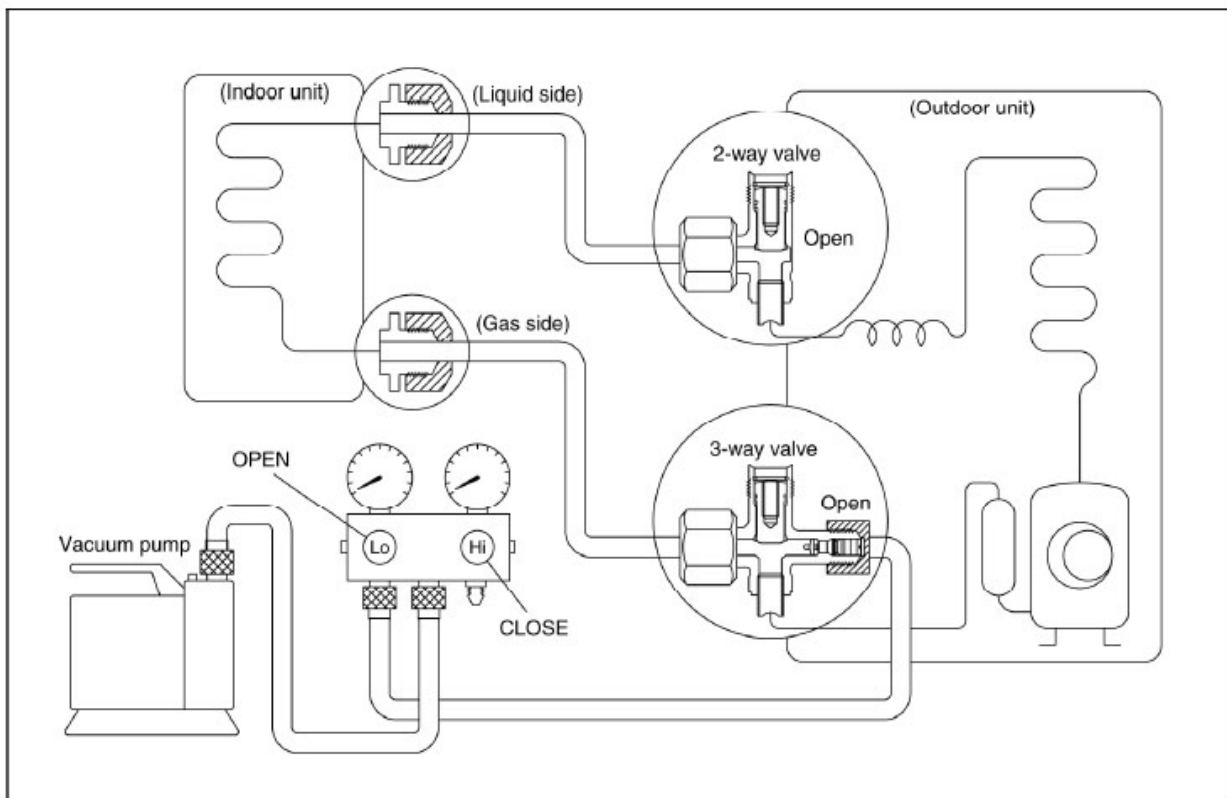 (Indoor unit)
(Liquid side)
(Outdoor unit)
2-way valve
Open
(Gas side)
3-way valve
OPEN
Open
Lo
Hi
Vacuum pump
CLOSE